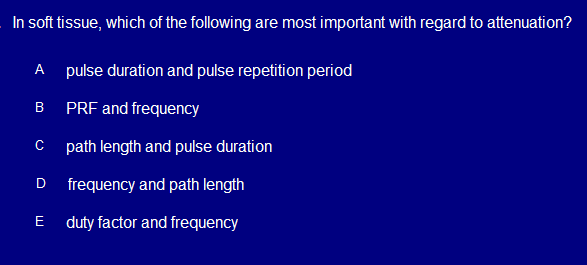 . In soft tissue, which of the following are most important with regard to attenuation?
A pulse duration and pulse repetition period
B PRF and frequency
C path length and pulse duration
D frequency and path length
E duty factor and frequency